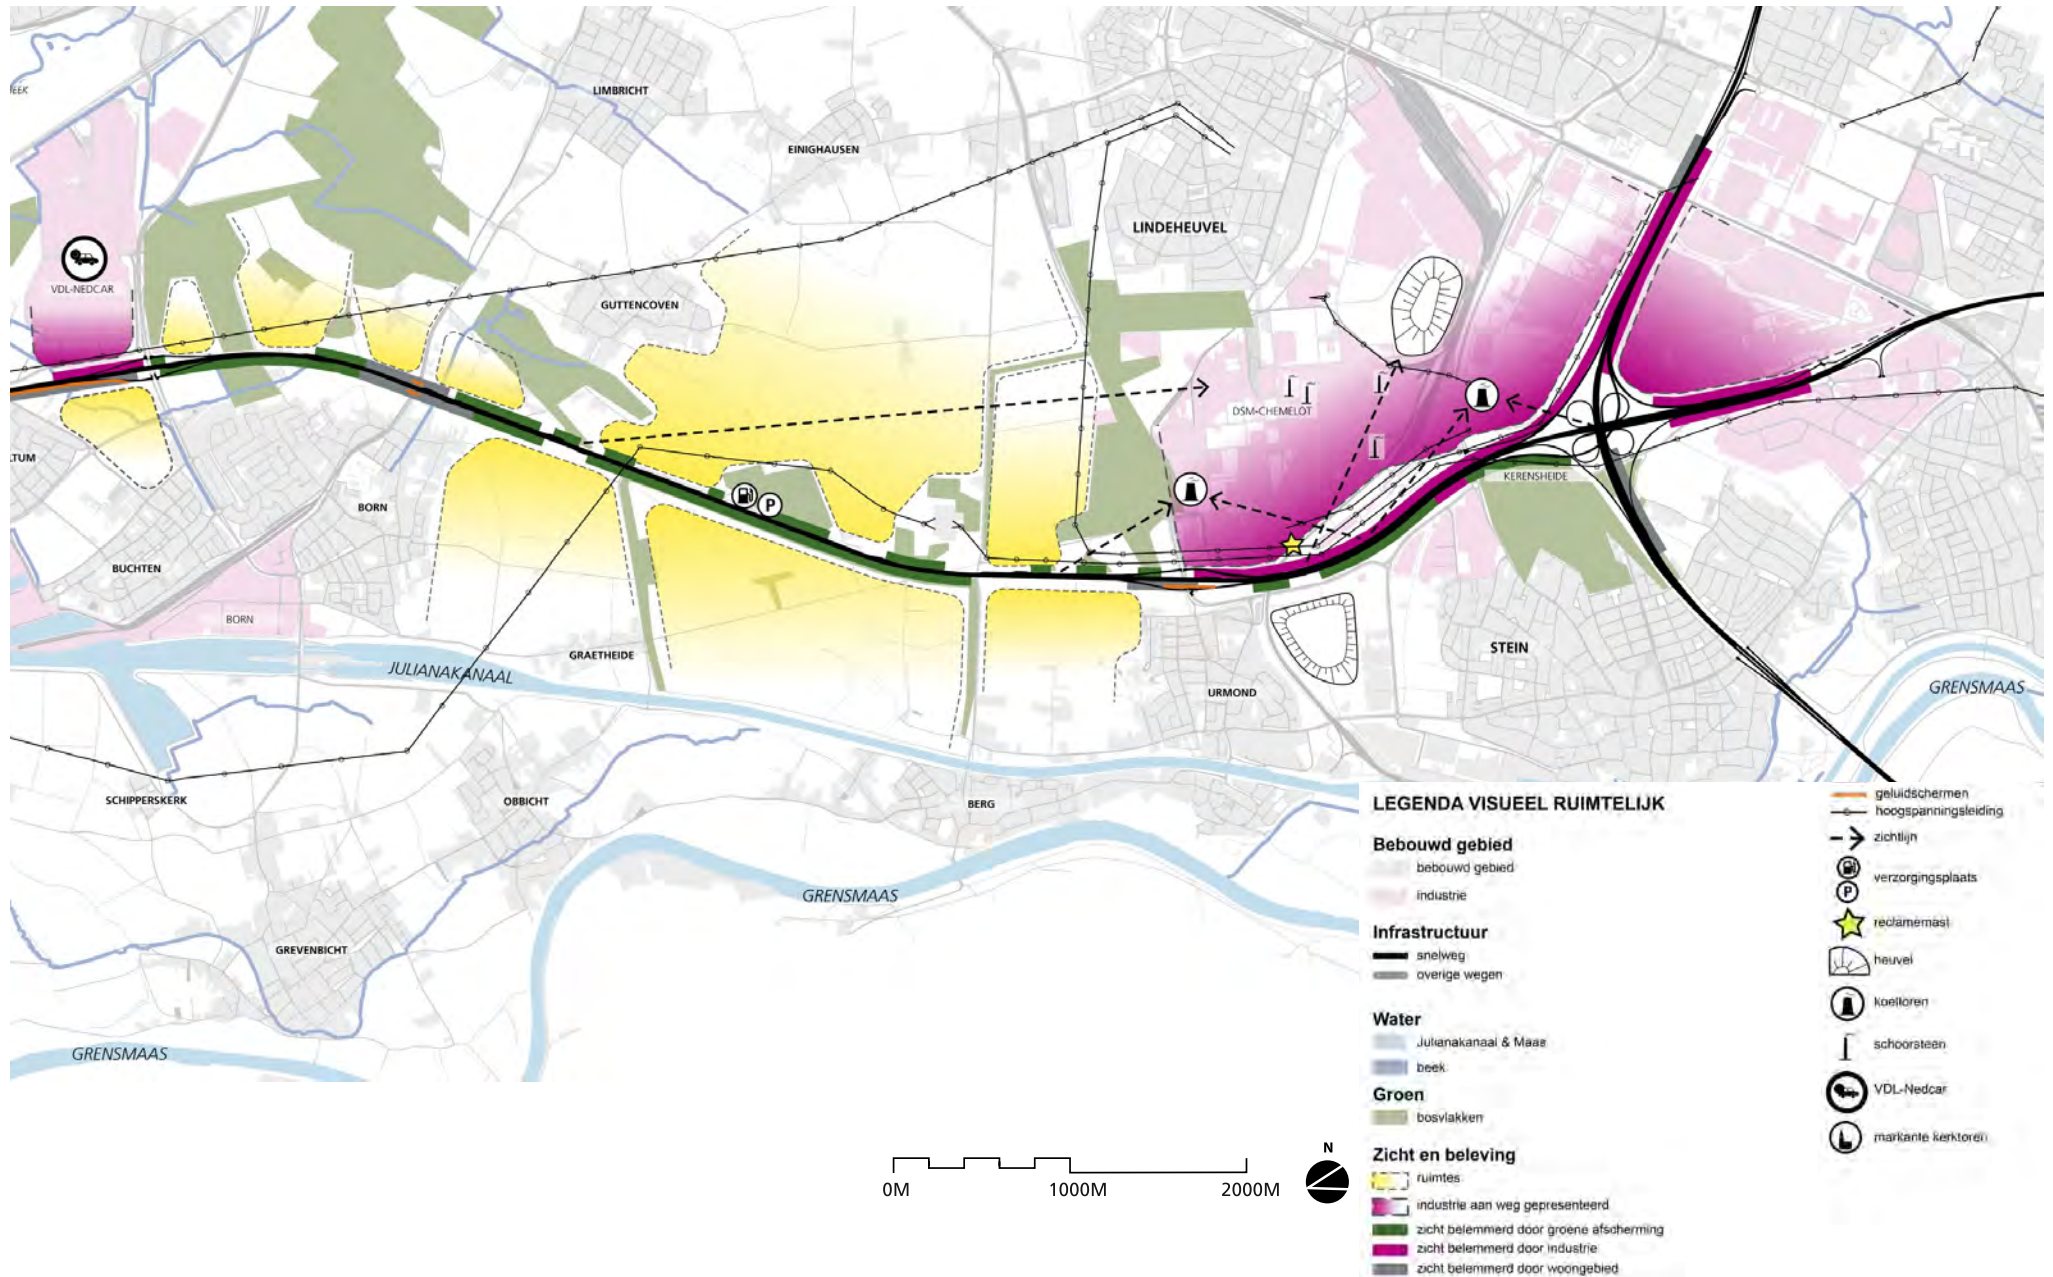 LIMBRICHT
EINIGHAUSEN
LINDEHEUVEL
VDL-NEDCAR
GUTTENCOVEN
DSM-CHEMELOT
LTUM
KERENSHEIDE
BORN
P
BUCHTEN
BORN
GRAETHEIDE
STEIN
JULIANAKANAAL
URMOND
GRENSMAAS
SCHIPPERSKERK
OBBICHT
BERG
GRENSMAAS
GREVENBICHT
GRENSMAAS
LEGENDA VISUEEL RUIMTELIJK
Bebouwd gebied
bebouwd gebied
industrie
Infrastructuur
snelweg
overige wegen
Water
Julianakanaal & Maas
beek
Groen
bosvlakken
Zicht en beleving
ruimtes
industrie aan weg gepresenteerd
zicht belemmerd door groene afscherming
zicht belemmerd door industrie
zicht belemmerd door woongebied
geluidschermen
hoogspanningsleiding
zichtlijn
verzorgingsplaats
P
reclamemast
heuvel
koeltoren
schoorsteen
VDL-Nedcar
markante kerktoren
N
0M 1000M 2000M